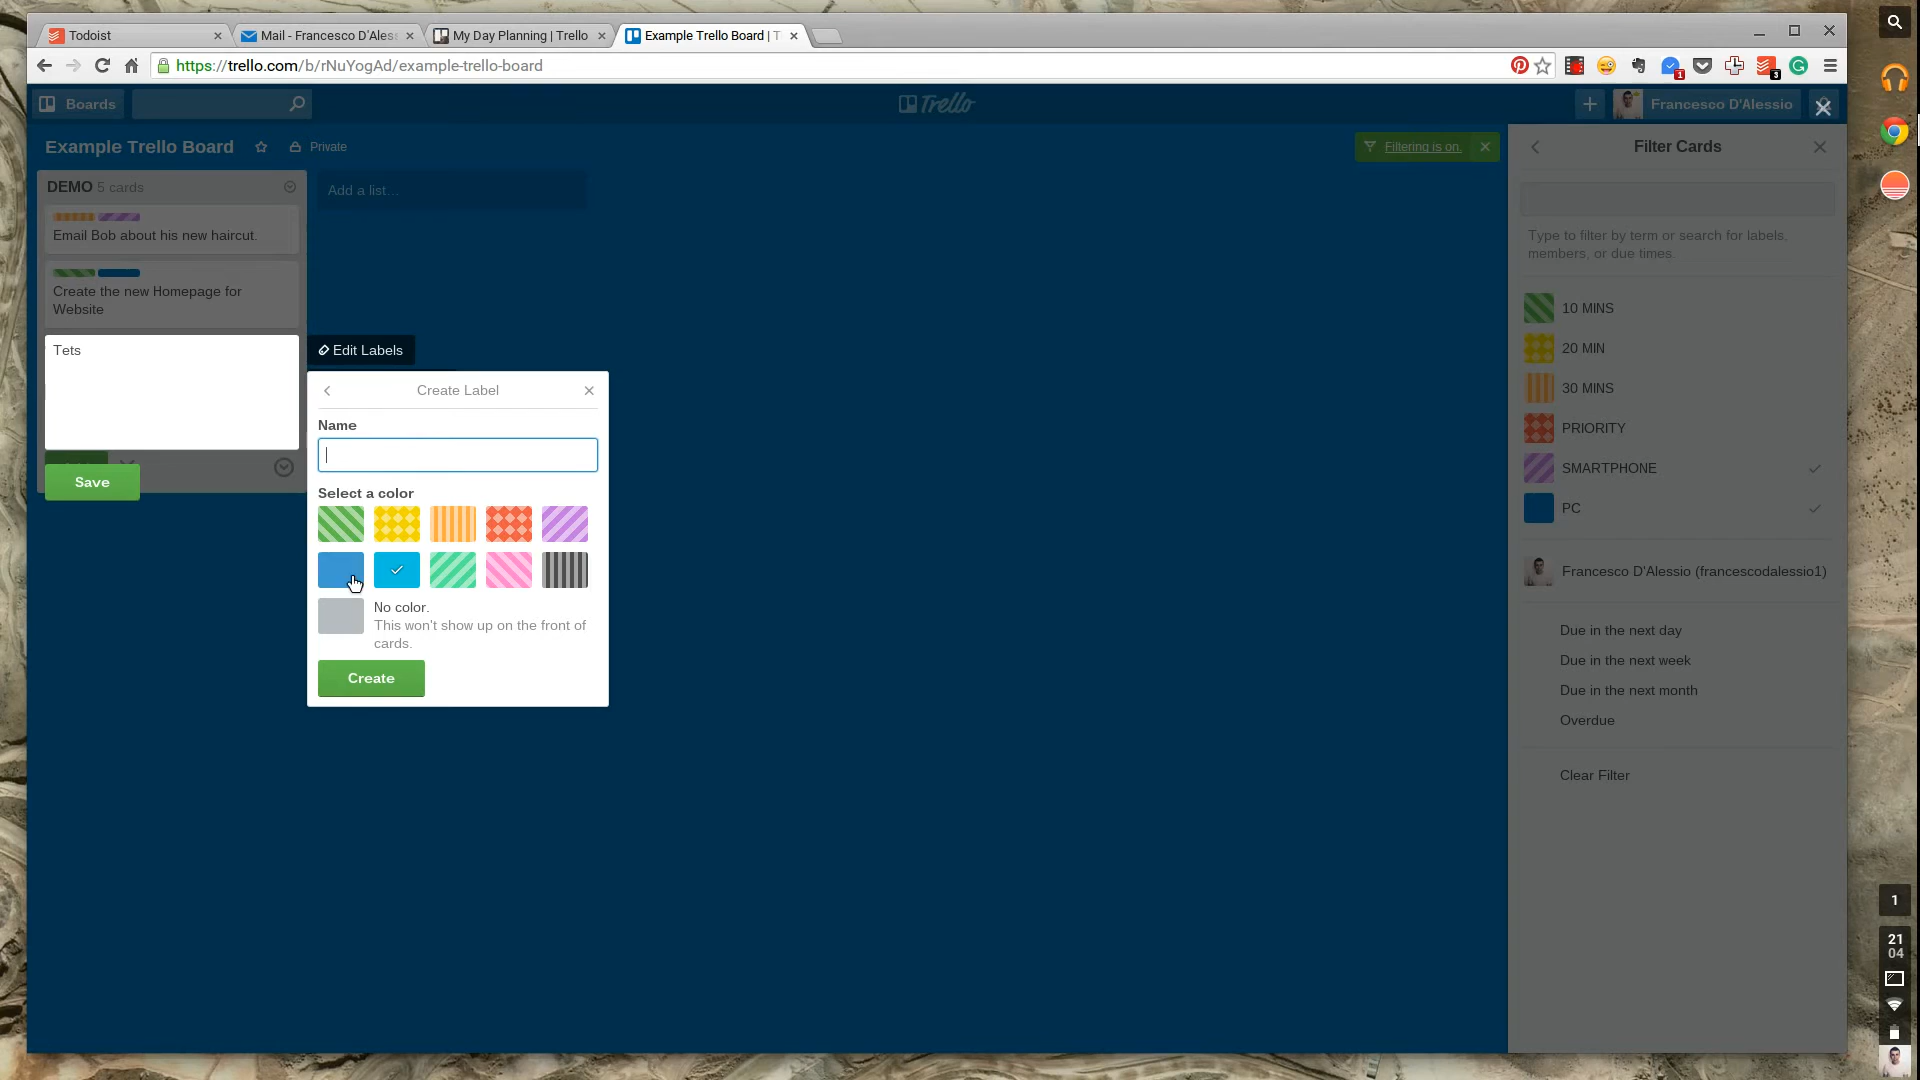 Todoist
Mail - Francesco D'Aless
My Day Planning | Trello
Example Trello Board | T
https://trello.com/b/rNuYogAd/example-trello-board
1
3
Boards
Trello
Francesco D'Alessio
Example Trello Board
Private
Filtering is on.
Filter Cards
DEMO 5 cards
Add a list...
Email Bob about his new haircut.
Create the new Homepage for
Website
Tets
Save
Edit Labels
Create Label
Name
Select a color
No color.
This won't show up on the front of
cards.
Create
Type to filter by term or search for labels,
members, or due times.
10 MINS
20 MIN
30 MINS
PRIORITY
SMARTPHONE
PC
Francesco D'Alessio (francescodalessio1)
Due in the next day
Due in the next week
Due in the next month
Overdue
Clear Filter
1
21
04